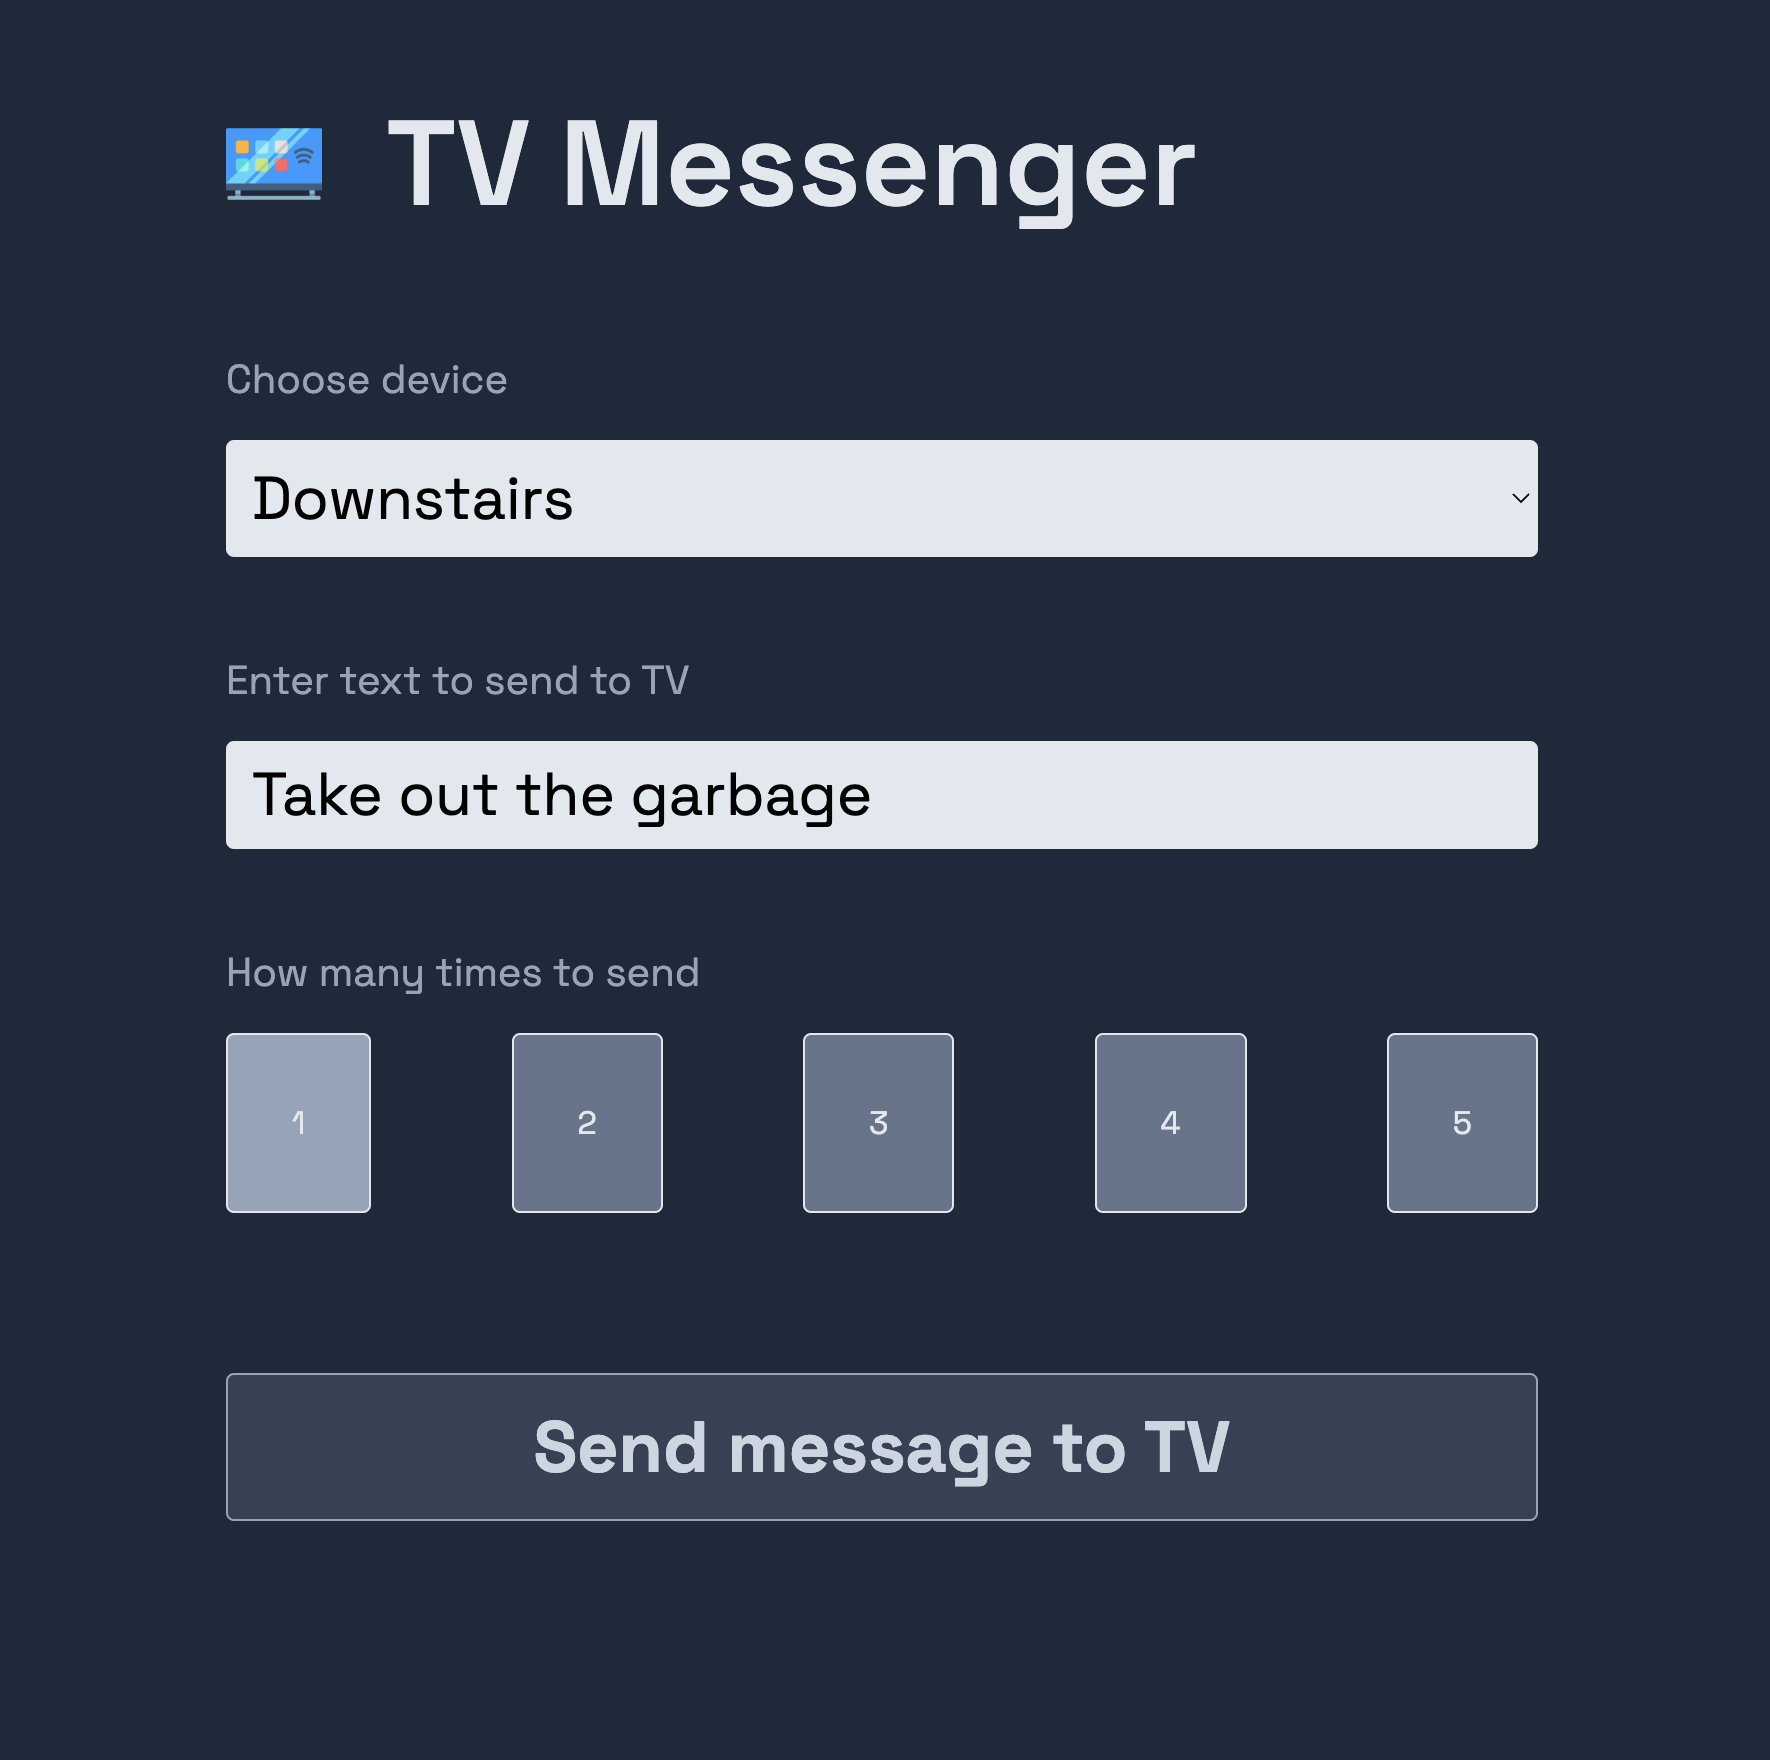 TV Messenger
Choose device
Downstairs
Enter text to send to TV
Take out the garbage
How many times to send
1 2 3 4 5
Send message to TV